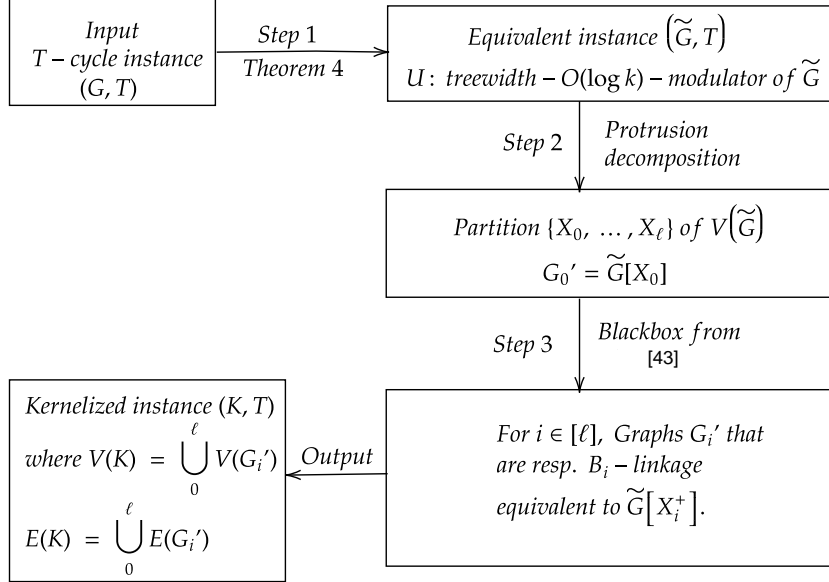 Input
T − cycle instance
(G, T)
Step 1
Theorem 4
Equivalent instance (G̃, T)
U : treewidth − O(log k) − modulator of G̃
Step 2
Protrusion
decomposition
Partition {X₀, … , X_ℓ} of V(G̃)
G₀’ = G̃[X₀]
Step 3
Blackbox from
[43]
For i ∈ [ℓ], Graphs Gᵢ’ that
are resp. Bᵢ − linkage
equivalent to G̃[Xᵢ⁺].
Output
Kernelized instance (K, T)
where V(K) = ⋃₀^ℓ V(Gᵢ’)
E(K) = ⋃₀^ℓ E(Gᵢ’)